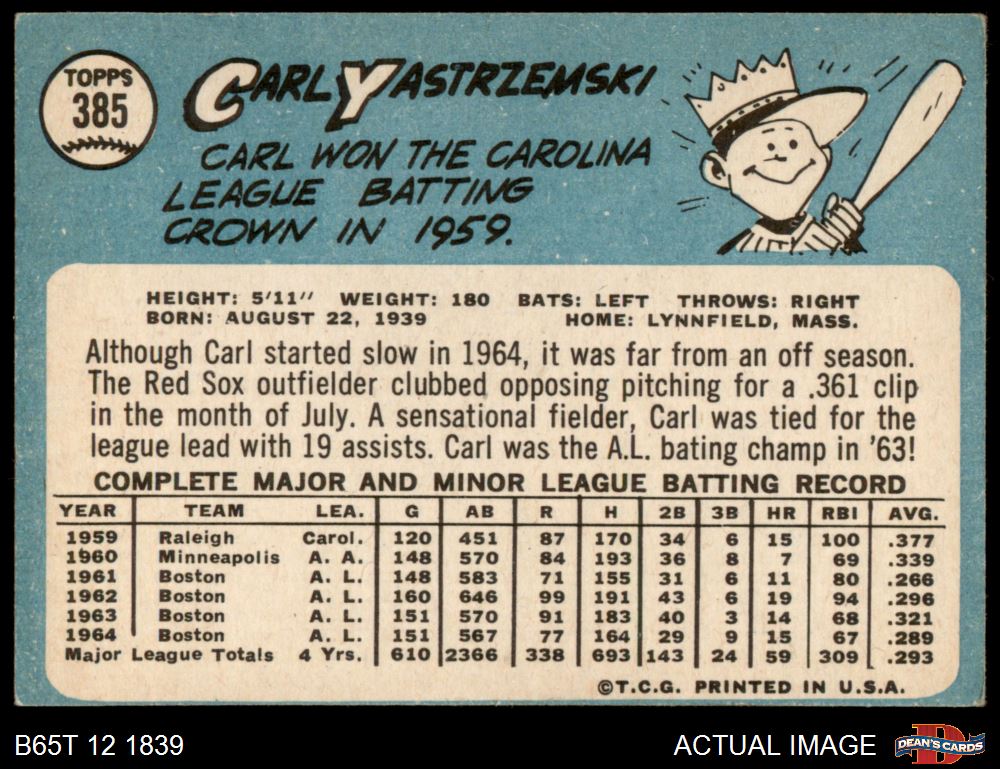 TOPPS
385
CARL YASTRZEMSKI
CARL WON THE CAROLINA
LEAGUE BATTING
CROWN IN 1959.
HEIGHT: 5'11" WEIGHT: 180 BATS: LEFT THROWS: RIGHT
BORN: AUGUST 22, 1939 HOME: LYNNFIELD, MASS.
Although Carl started slow in 1964, it was far from an off season.
The Red Sox outfielder clubbed opposing pitching for a .361 clip
in the month of July. A sensational fielder, Carl was tied for the
league lead with 19 assists. Carl was the A.L. bating champ in '63!
COMPLETE MAJOR AND MINOR LEAGUE BATTING RECORD
YEAR TEAM LEA. G AB R H 2B 3B HR RBI AVG.
1959 Raleigh Carol. 120 451 87 170 34 6 15 100 .377
1960 Minneapolis A. A. 148 570 84 193 36 8 7 69 .339
1961 Boston A. L. 148 583 71 155 31 6 11 80 .266
1962 Boston A. L. 160 646 99 191 43 6 19 94 .296
1963 Boston A. L. 151 570 91 183 40 3 14 68 .321
1964 Boston A. L. 151 567 77 164 29 9 15 67 .289
Major League Totals 4 Yrs. 610 2366 338 693 143 24 59 309 .293
©T.C.G. PRINTED IN U.S.A.
B65T 12 1839 ACTUAL IMAGE
D
DEAN'S CARDS